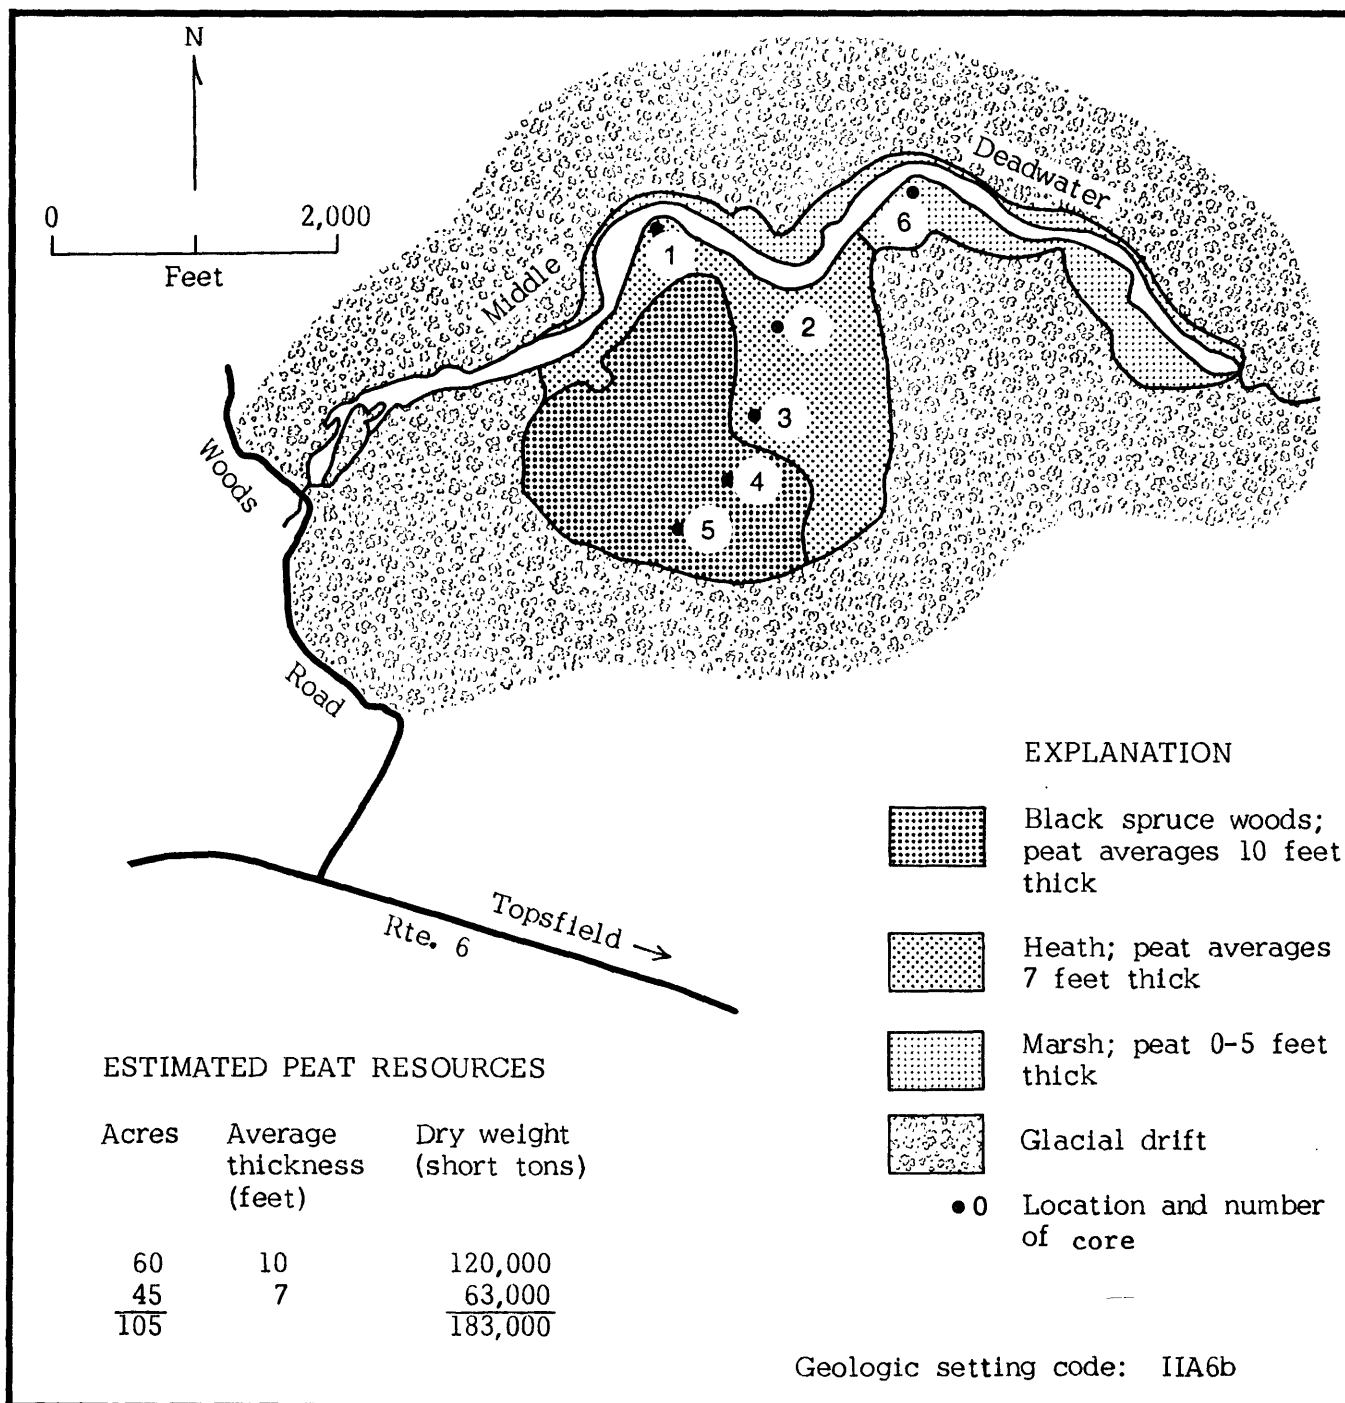 N
0 2,000
Feet
Middle
Deadwater
1
6
2
3
4
5
Woods
Road
Rte. 6
Topsfield →
EXPLANATION
Black spruce woods;
peat averages 10 feet
thick
Heath; peat averages
7 feet thick
Marsh; peat 0-5 feet
thick
Glacial drift
•0 Location and number
of core
ESTIMATED PEAT RESOURCES
Acres Average Dry weight
thickness (short tons)
(feet)
60 10 120,000
45 7 63,000
105 183,000
Geologic setting code: IIA6b